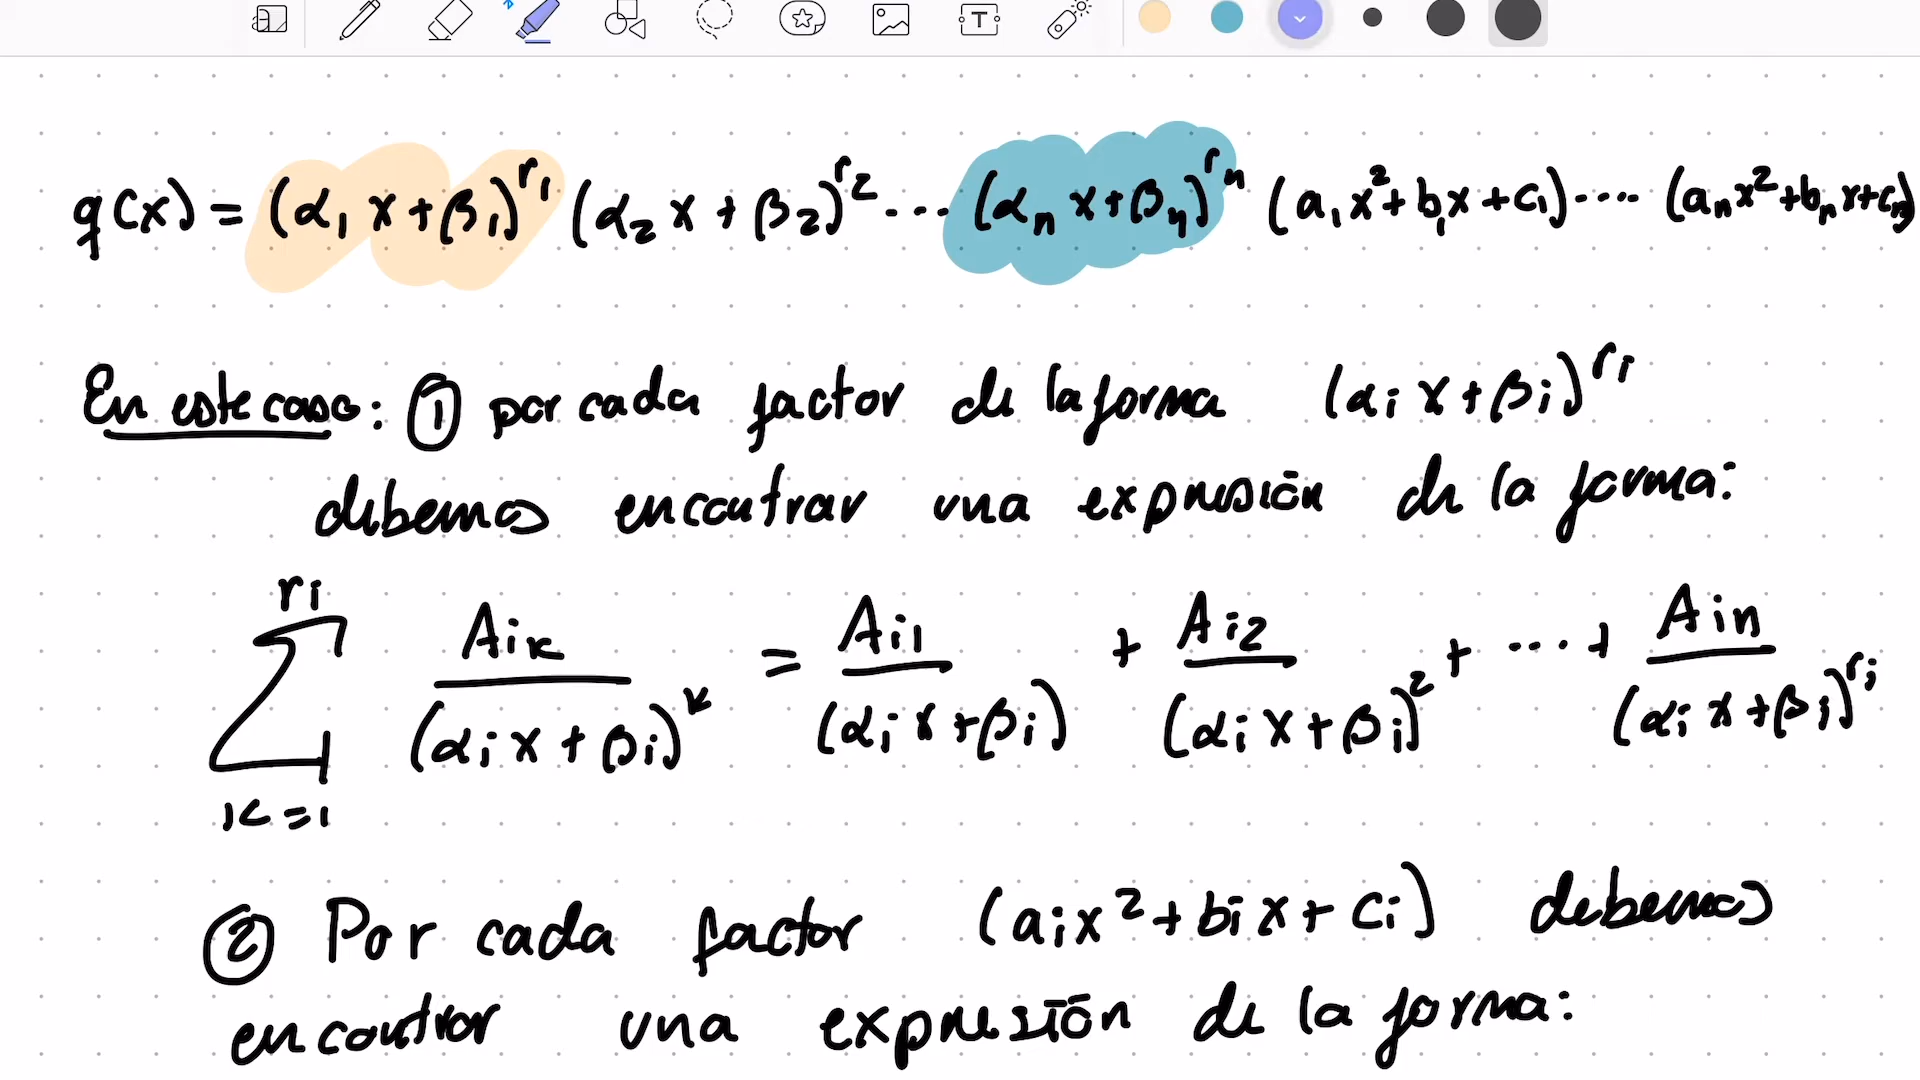 q(x) = (α₁x+β₁)^r₁ (α₂x+β₂)^r₂ ... (αₙx+βₙ)^rₙ (a₁x²+b₁x+c₁)..... (aₙx²+bₙx+cₙ)
En este caso: ① por cada factor de la forma (αᵢx+βᵢ)^rᵢ
debemos encontrar una expresión de la forma:
∑_{k=1}^{rᵢ} Aᵢₖ/(αᵢx+βᵢ)^k = Aᵢ₁/(αᵢx+βᵢ) + Aᵢ₂/(αᵢx+βᵢ)² + ... + Aᵢₙ/(αᵢx+βᵢ)^rᵢ
② Por cada factor (aᵢx²+bᵢx+cᵢ) debemos
encontrar una expresión de la forma: